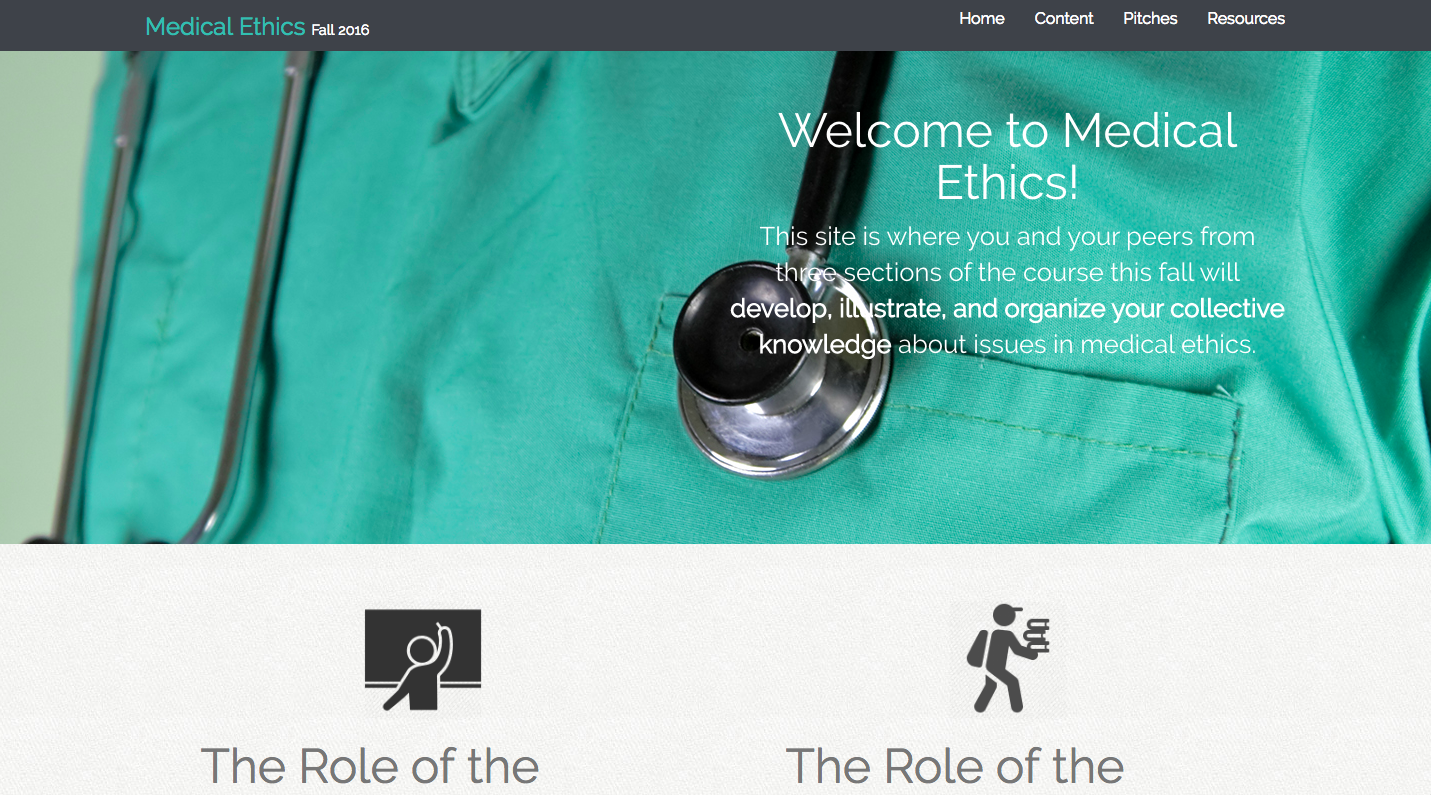 Medical Ethics Fall 2016
Home Content Pitches Resources
Welcome to Medical
Ethics!
This site is where you and your peers from
three sections of the course this fall will
develop, illustrate, and organize your collective
knowledge about issues in medical ethics.
The Role of the
The Role of the